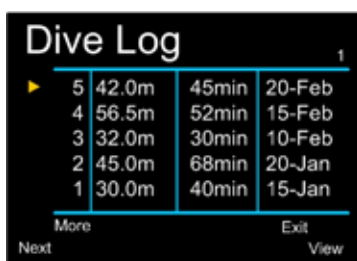 Dive Log
1
5 42.0m 45min 20-Feb
4 56.5m 52min 15-Feb
3 32.0m 30min 10-Feb
2 45.0m 68min 20-Jan
1 30.0m 40min 15-Jan
More Exit
Next View